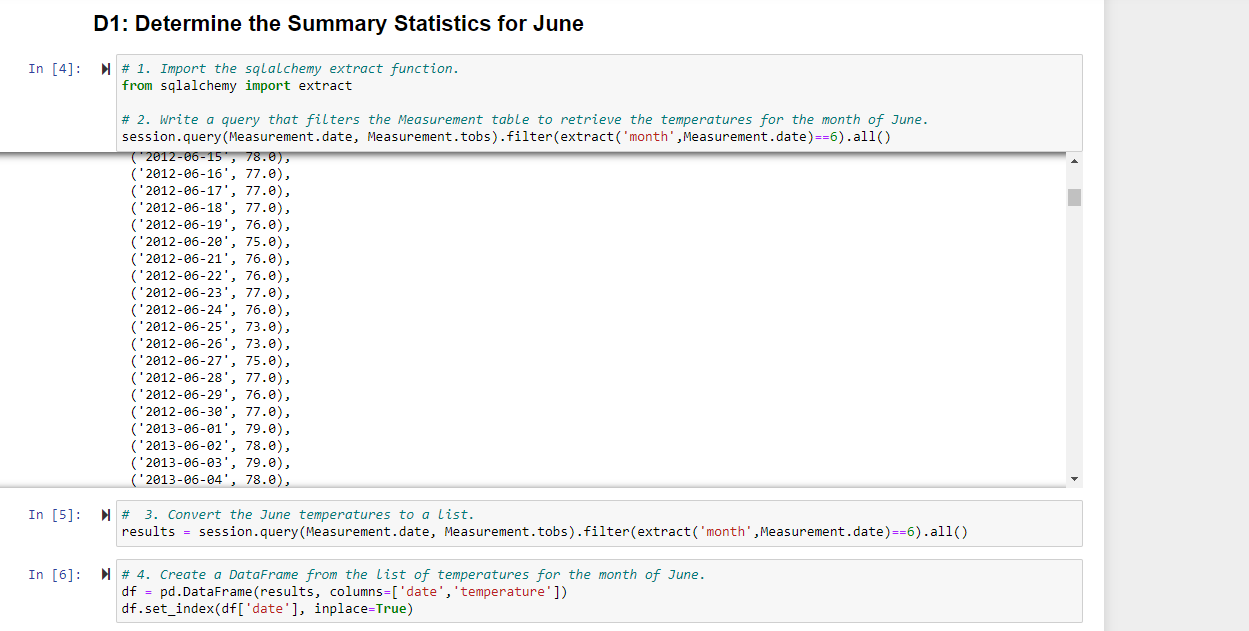 D1: Determine the Summary Statistics for June
In [4]:
# 1. Import the sqlalchemy extract function.
from sqlalchemy import extract
# 2. Write a query that filters the Measurement table to retrieve the temperatures for the month of June.
session.query(Measurement.date, Measurement.tobs).filter(extract('month',Measurement.date)==6).all()
('2012-06-15', 78.0),
('2012-06-16', 77.0),
('2012-06-17', 77.0),
('2012-06-18', 77.0),
('2012-06-19', 76.0),
('2012-06-20', 75.0),
('2012-06-21', 76.0),
('2012-06-22', 76.0),
('2012-06-23', 77.0),
('2012-06-24', 76.0),
('2012-06-25', 73.0),
('2012-06-26', 73.0),
('2012-06-27', 75.0),
('2012-06-28', 77.0),
('2012-06-29', 76.0),
('2012-06-30', 77.0),
('2013-06-01', 79.0),
('2013-06-02', 78.0),
('2013-06-03', 79.0),
('2013-06-04', 78.0),
In [5]:
#  3. Convert the June temperatures to a list.
results = session.query(Measurement.date, Measurement.tobs).filter(extract('month',Measurement.date)==6).all()
In [6]:
# 4. Create a DataFrame from the list of temperatures for the month of June.
df = pd.DataFrame(results, columns=['date','temperature'])
df.set_index(df['date'], inplace=True)